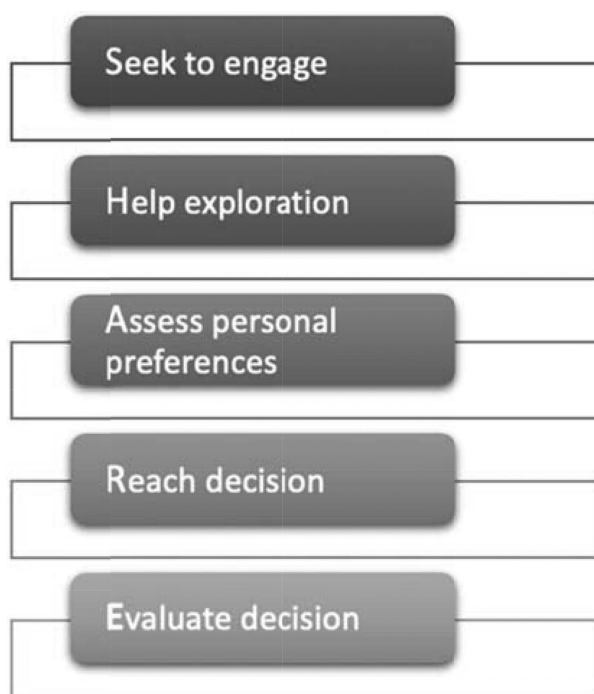 Seek to engage
Help exploration
Assess personal
preferences
Reach decision
Evaluate decision